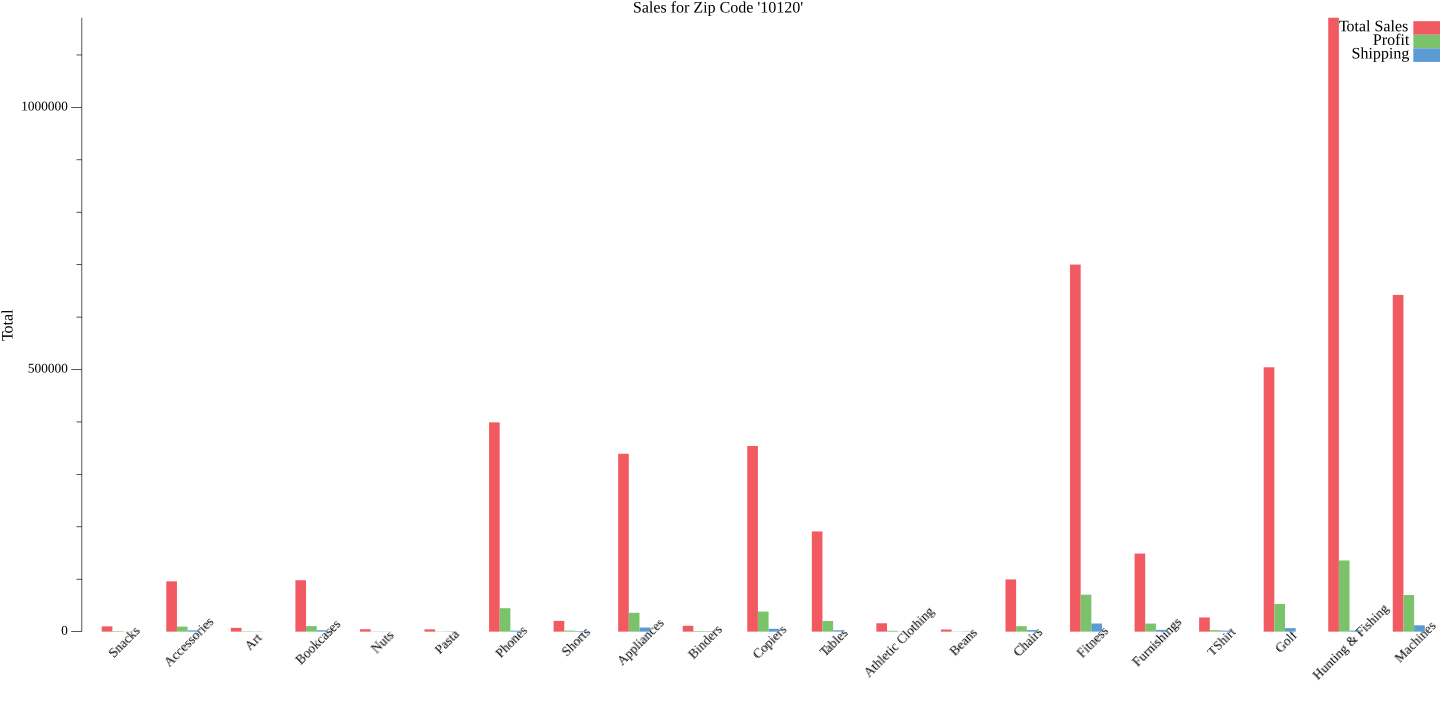 Sales for Zip Code '10120'
Total Sales
Profit
Shipping
1000000
500000
0
Total
Snacks
Accessories
Art
Bookcases
Nuts
Pasta
Phones
Shorts
Appliances
Binders
Copiers
Tables
Athletic Clothing
Beans
Chairs
Fitness
Furnishings
TShirt
Golf
Hunting & Fishing
Machines